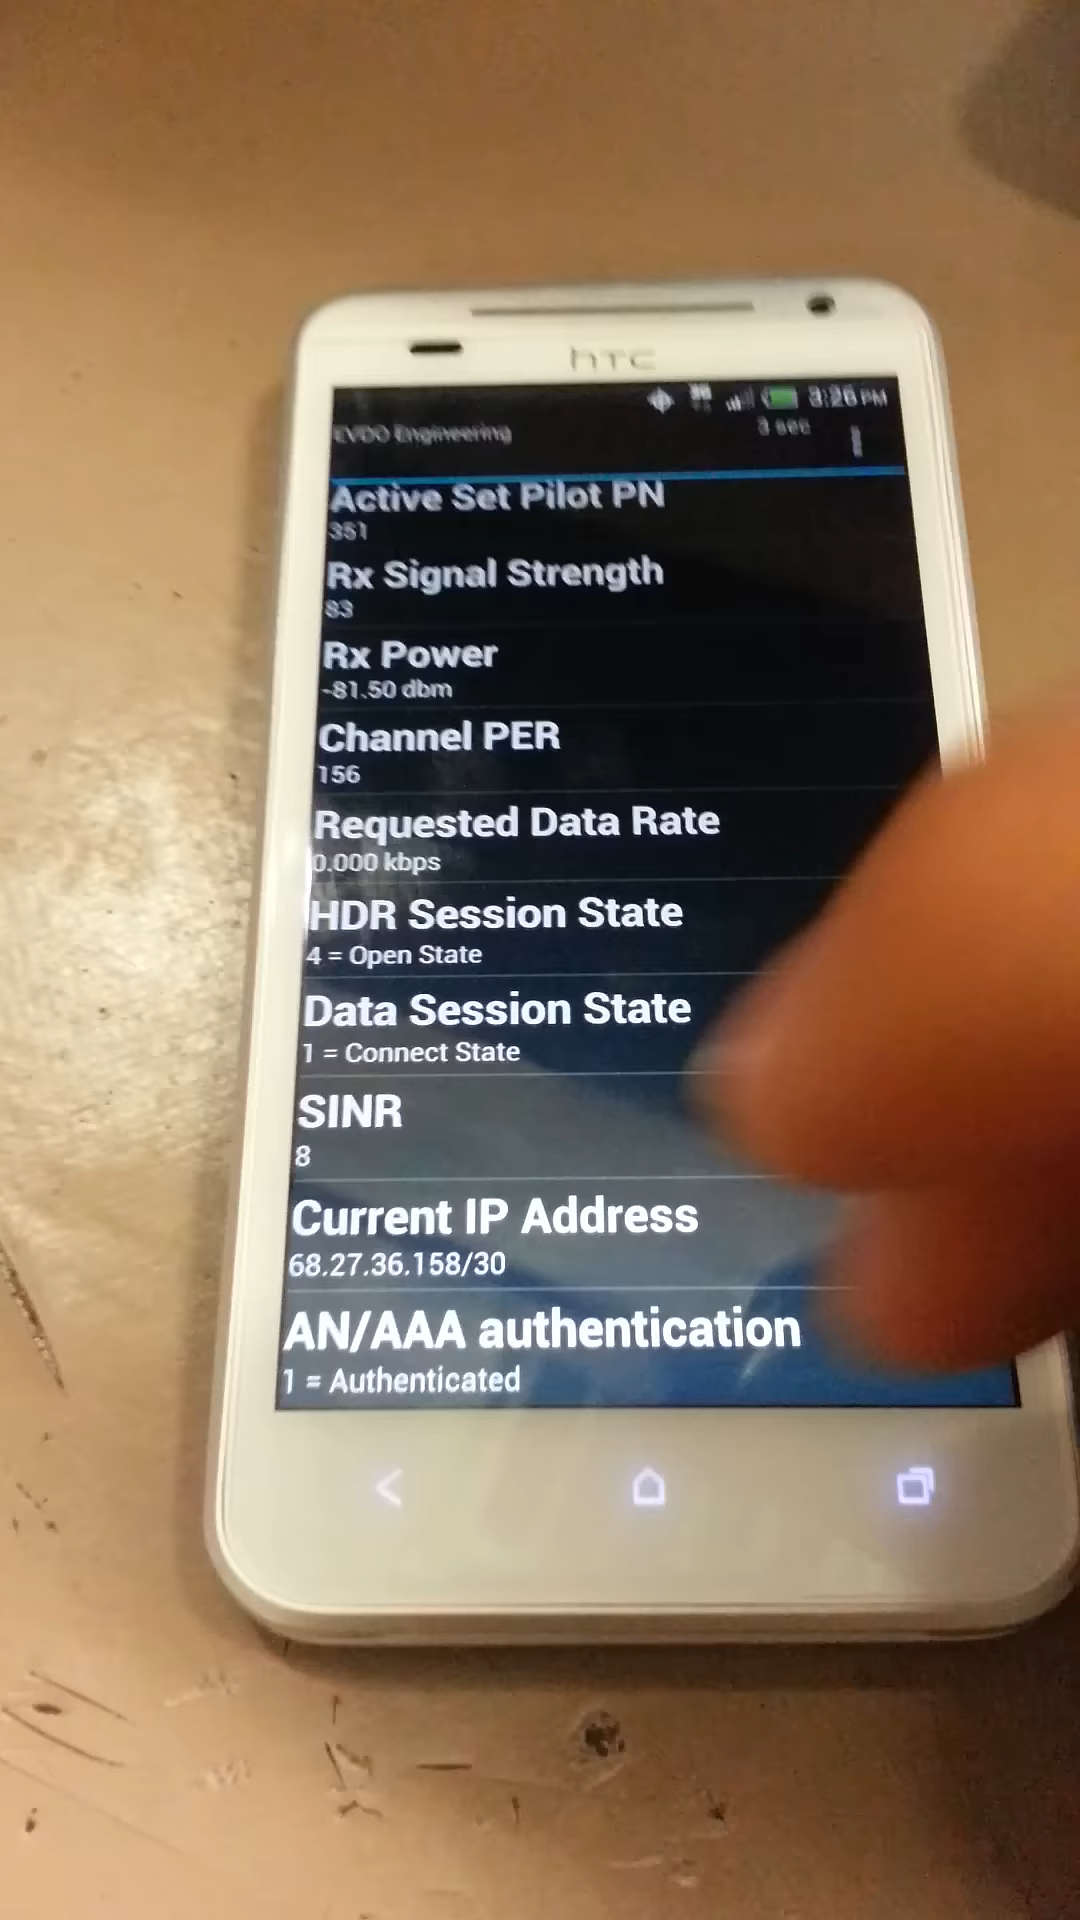 hTC
3G
3:26 PM
EVDO Engineering
3 sec
Active Set Pilot PN
351
Rx Signal Strength
83
Rx Power
-81.50 dbm
Channel PER
156
Requested Data Rate
0.000 kbps
HDR Session State
4 = Open State
Data Session State
1 = Connect State
SINR
8
Current IP Address
68.27.36.158/30
AN/AAA authentication
1 = Authenticated